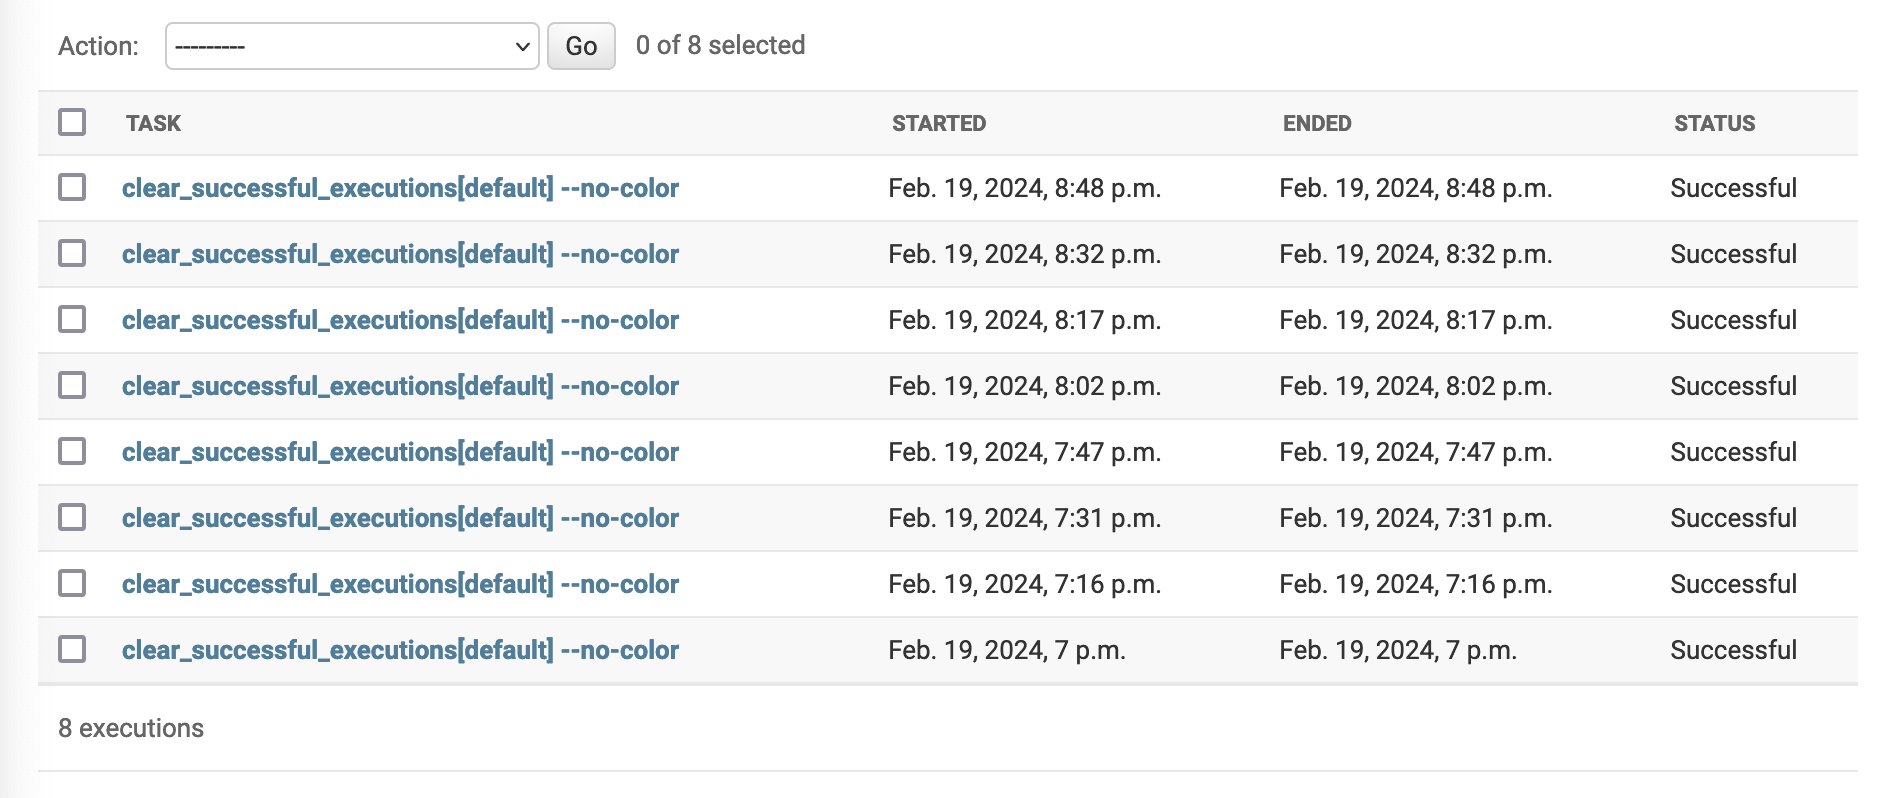 Action: --------- Go 0 of 8 selected
TASK STARTED ENDED STATUS
clear_successful_executions[default] --no-color Feb. 19, 2024, 8:48 p.m. Feb. 19, 2024, 8:48 p.m. Successful
clear_successful_executions[default] --no-color Feb. 19, 2024, 8:32 p.m. Feb. 19, 2024, 8:32 p.m. Successful
clear_successful_executions[default] --no-color Feb. 19, 2024, 8:17 p.m. Feb. 19, 2024, 8:17 p.m. Successful
clear_successful_executions[default] --no-color Feb. 19, 2024, 8:02 p.m. Feb. 19, 2024, 8:02 p.m. Successful
clear_successful_executions[default] --no-color Feb. 19, 2024, 7:47 p.m. Feb. 19, 2024, 7:47 p.m. Successful
clear_successful_executions[default] --no-color Feb. 19, 2024, 7:31 p.m. Feb. 19, 2024, 7:31 p.m. Successful
clear_successful_executions[default] --no-color Feb. 19, 2024, 7:16 p.m. Feb. 19, 2024, 7:16 p.m. Successful
clear_successful_executions[default] --no-color Feb. 19, 2024, 7 p.m. Feb. 19, 2024, 7 p.m. Successful
8 executions